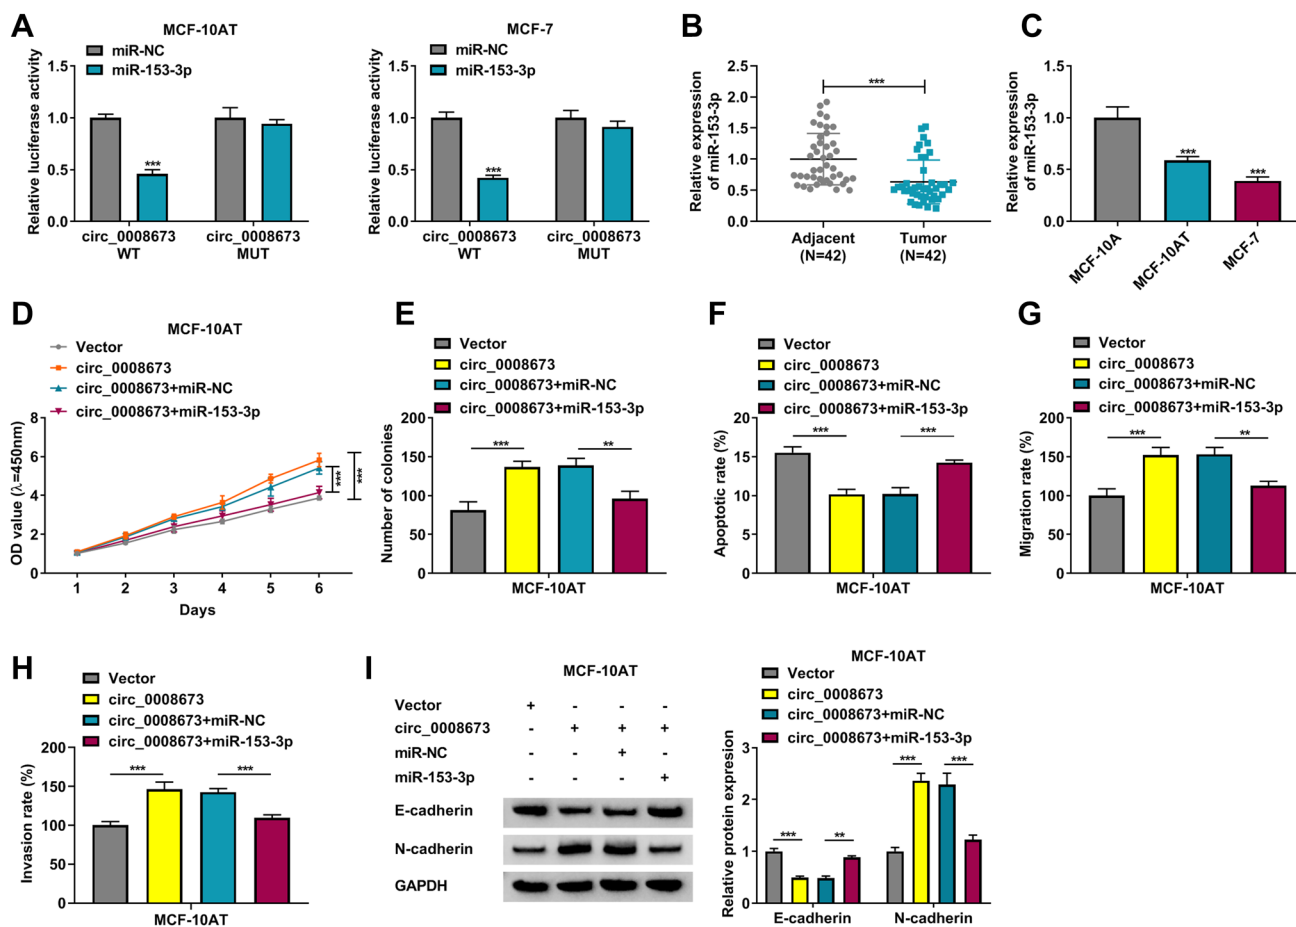 A
MCF-10AT
miR-NC
miR-153-3p
Relative luciferase activity
1.5
1.0
0.5
0.0
***
circ_0008673 circ_0008673
WT MUT
MCF-7
miR-NC
miR-153-3p
Relative luciferase activity
1.5
1.0
0.5
0.0
***
circ_0008673 circ_0008673
WT MUT
B
Relative expression
of miR-153-3p
2.5
2.0
1.5
1.0
0.5
0.0
***
Adjacent Tumor
(N=42) (N=42)
C
Relative expression
of miR-153-3p
1.5
1.0
0.5
0.0
***
***
MCF-10A
MCF-10AT
MCF-7
D
MCF-10AT
Vector
circ_0008673
circ_0008673+miR-NC
circ_0008673+miR-153-3p
OD value (λ=450nm)
8
6
4
2
0
***
***
1 2 3 4 5 6
Days
E
Vector
circ_0008673
circ_0008673+miR-NC
circ_0008673+miR-153-3p
Number of colonies
200
150
100
50
0
*** **
MCF-10AT
F
Vector
circ_0008673
circ_0008673+miR-NC
circ_0008673+miR-153-3p
Apoptotic rate (%)
20
15
10
5
0
*** ***
MCF-10AT
G
Vector
circ_0008673
circ_0008673+miR-NC
circ_0008673+miR-153-3p
Migration rate (%)
200
150
100
50
0
*** **
MCF-10AT
H
Vector
circ_0008673
circ_0008673+miR-NC
circ_0008673+miR-153-3p
Invasion rate (%)
200
150
100
50
0
*** ***
MCF-10AT
I
MCF-10AT
Vector + - - -
circ_0008673 - + + +
miR-NC - - + -
miR-153-3p - - - +
E-cadherin
N-cadherin
GAPDH
MCF-10AT
Vector
circ_0008673
circ_0008673+miR-NC
circ_0008673+miR-153-3p
Relative protein expresion
3
2
1
0
*** ** *** ***
E-cadherin N-cadherin